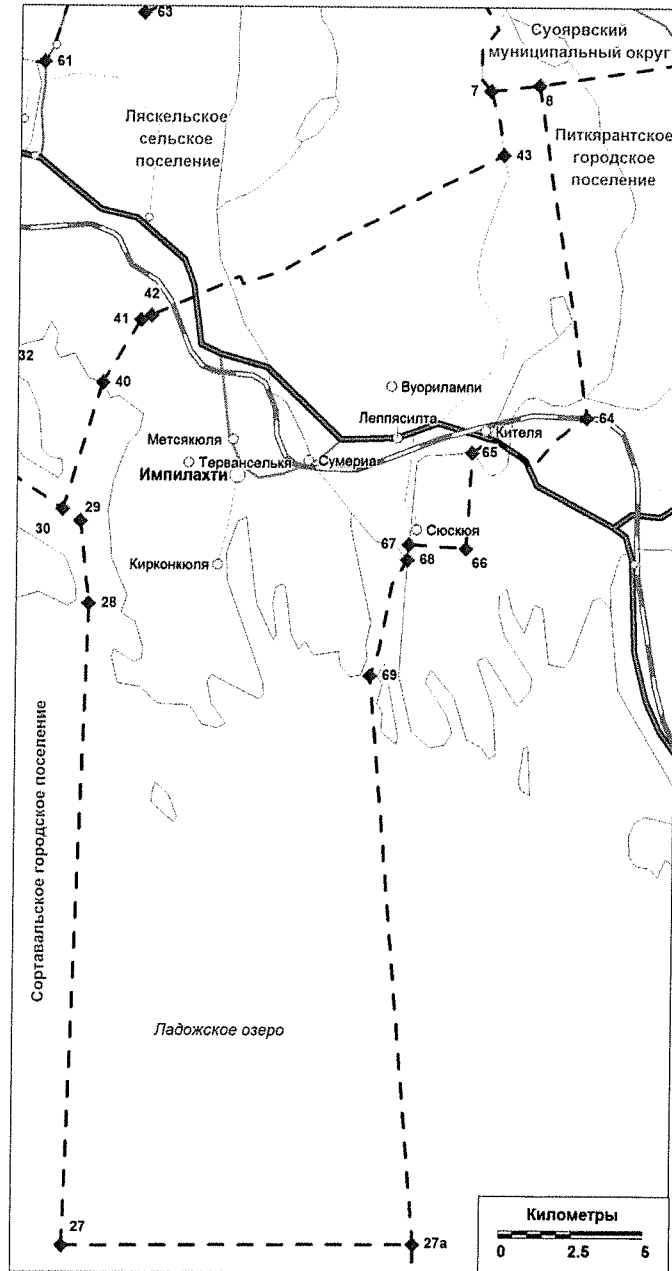 63
Суоярвский
муниципальный округ
61
7
8
Ляскельское
сельское
поселение
Питкярантское
городское
поселение
43
42
41
32
40
Вуорилампи
Леппясилта
64
Метсякюля
Кителя
65
Терванселькя
Сумериа
Импилахти
29
30
Сюскюя
67
68
66
Кирконкюля
28
69
Сортавальское городское поселение
Ладожское озеро
27
27а
Километры
0 2.5 5